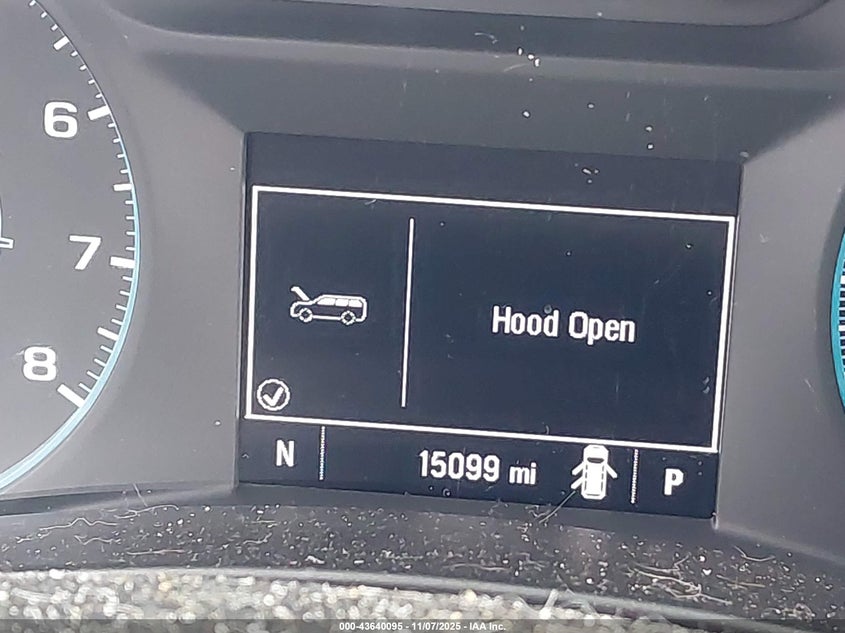 6
7
8
Hood Open
N 15099 mi P
000-43640095 - 11/07/2025 - IAA Inc.